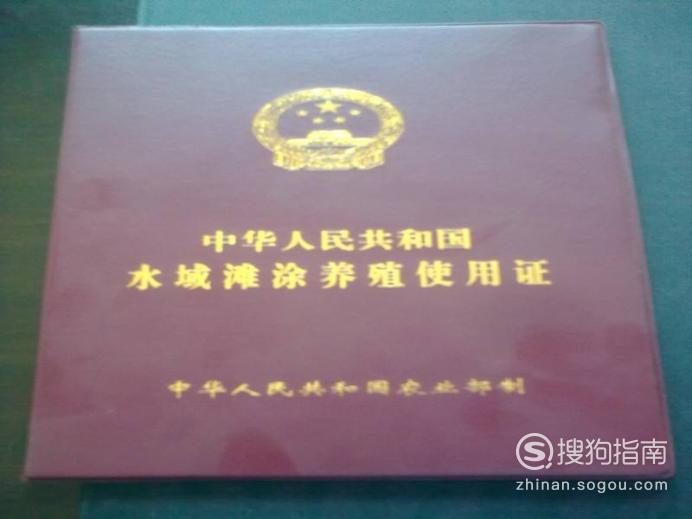 中华人民共和国
水域滩涂养殖使用证
中华人民共和国农业部制
搜狗指南
zhinan.sogou.com